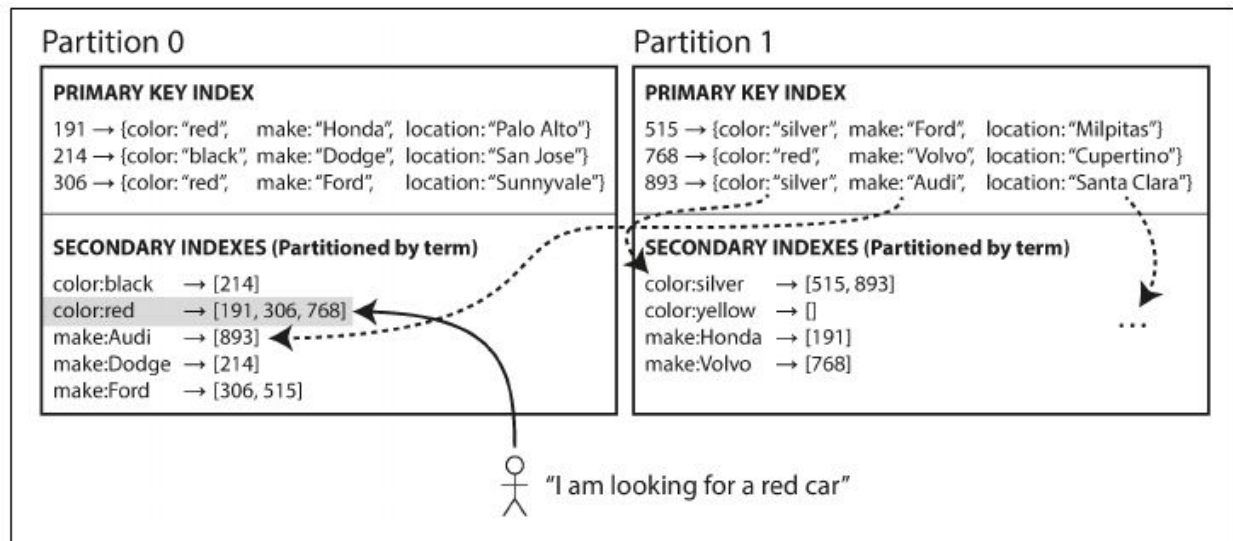 Partition 0
PRIMARY KEY INDEX
191 → {color: “red”, make: “Honda”, location: “Palo Alto”}
214 → {color: “black”, make: “Dodge”, location: “San Jose”}
306 → {color: “red”, make: “Ford”, location: “Sunnyvale”}
SECONDARY INDEXES (Partitioned by term)
color:black → [214]
color:red → [191, 306, 768]
make:Audi → [893]
make:Dodge → [214]
make:Ford → [306, 515]
Partition 1
PRIMARY KEY INDEX
515 → {color: “silver”, make: “Ford”, location: “Milpitas”}
768 → {color: “red”, make: “Volvo”, location: “Cupertino”}
893 → {color: “silver”, make: “Audi”, location: “Santa Clara”}
SECONDARY INDEXES (Partitioned by term)
color:silver → [515, 893]
color:yellow → []
make:Honda → [191]
make:Volvo → [768]
...
“I am looking for a red car”